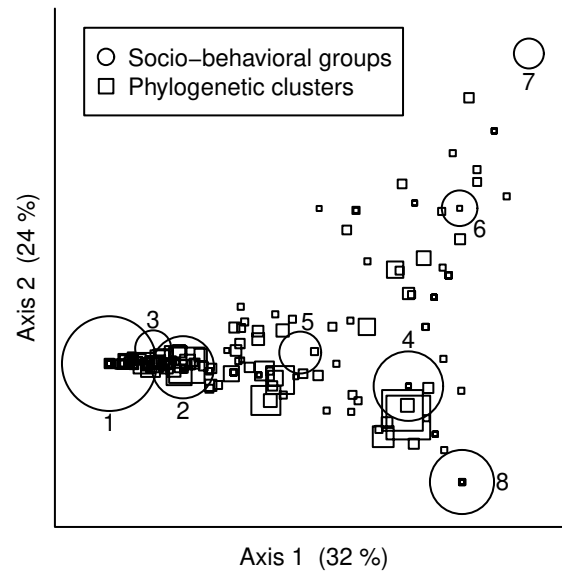 Socio−behavioral groups
Phylogenetic clusters
7
6
3
5
4
2
1
8
Axis 2  (24 %)
Axis 1  (32 %)